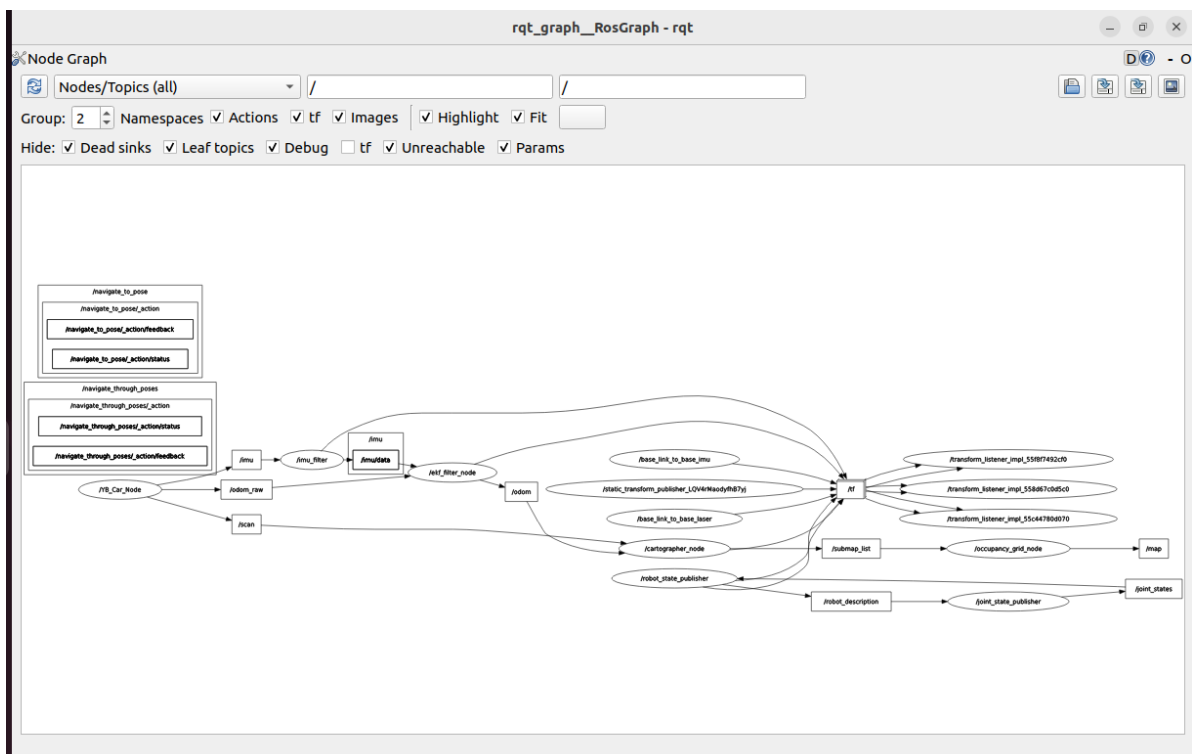 rqt_graph__RosGraph - rqt
Node Graph
D - O
Nodes/Topics (all) / /
Group: 2 Namespaces Actions tf Images Highlight Fit
Hide: Dead sinks Leaf topics Debug tf Unreachable Params
/navigate_to_pose
/navigate_to_pose/_action
/navigate_to_pose/_action/feedback
/navigate_to_pose/_action/status
/navigate_through_poses
/navigate_through_poses/_action
/navigate_through_poses/_action/status
/navigate_through_poses/_action/feedback
/YB_Car_Node
/imu
/odom_raw
/scan
/imu_filter
/imu
/imu/data
/ekf_filter_node
/odom
/base_link_to_base_imu
/base_link_to_base_laser
/cartographer_node
/robot_state_publisher
/tf
/submap_list
/robot_description
/transform_listener_impl_55f8f7492cf0
/transform_listener_impl_558d67c0d5c0
/transform_listener_impl_55c44780d070
/occupancy_grid_node
/joint_state_publisher
/map
/joint_states